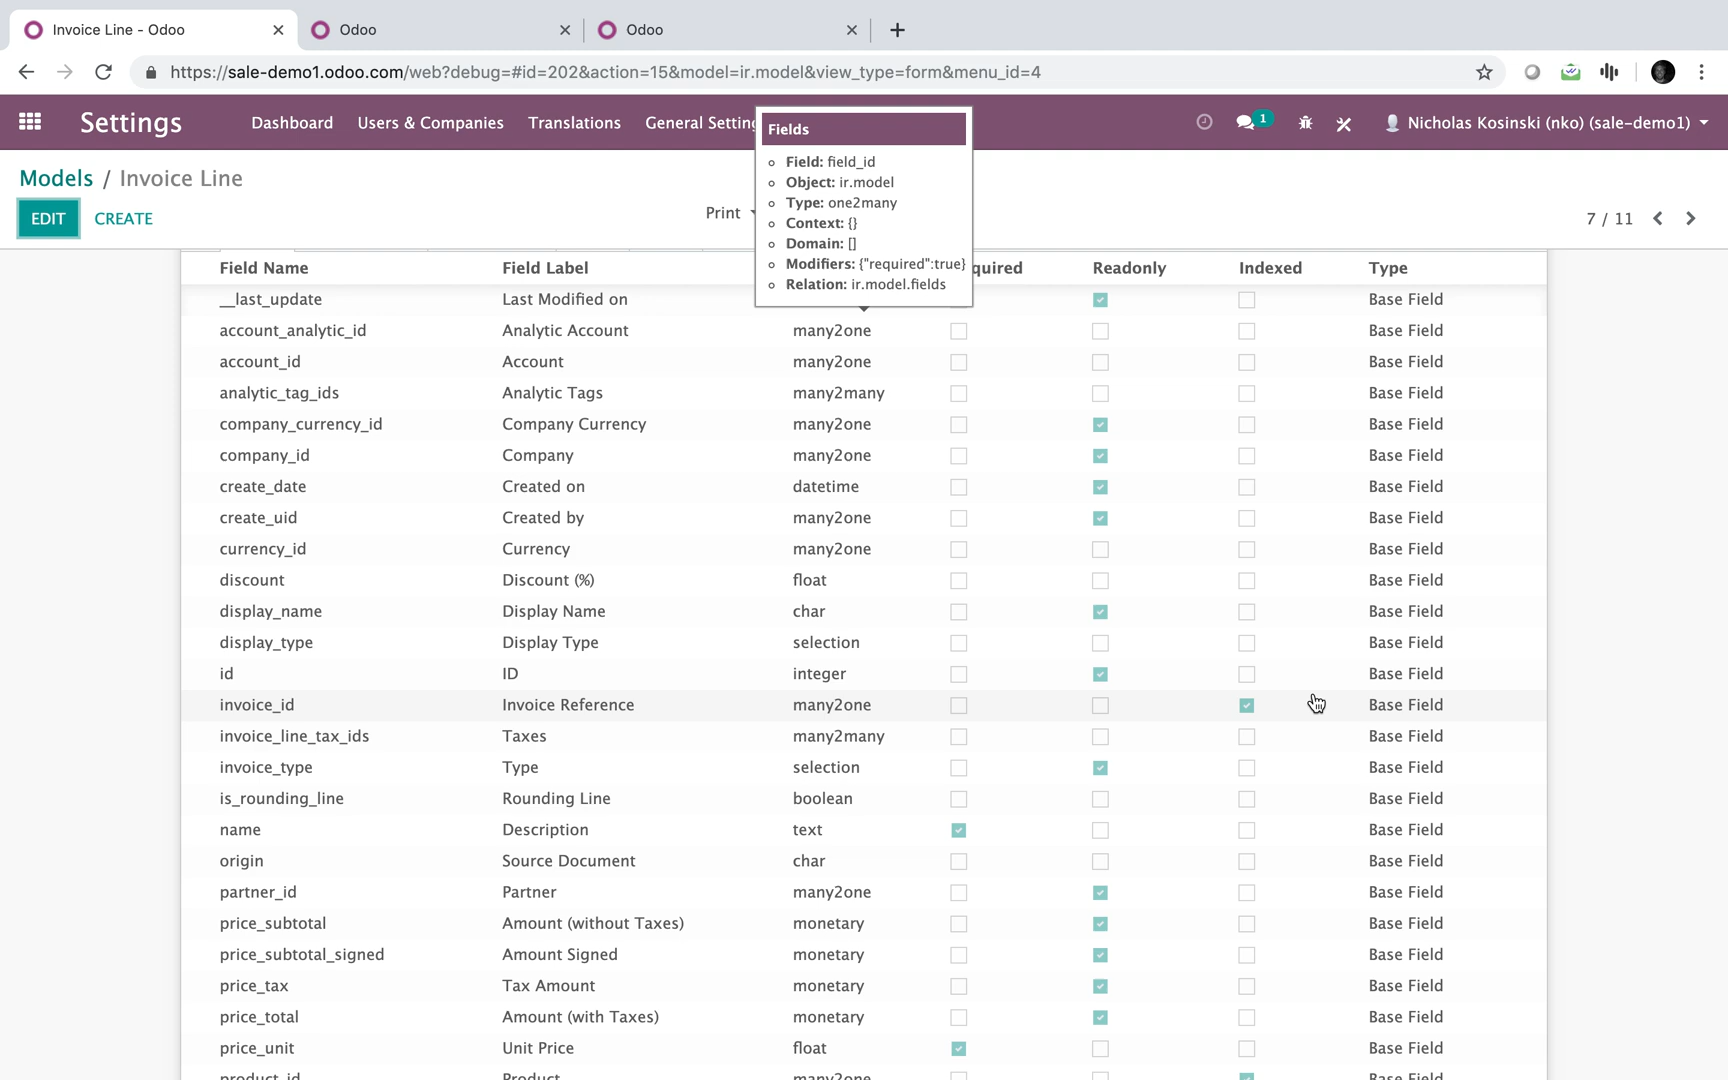 Invoice Line - Odoo
Odoo
Odoo
https://sale-demo1.odoo.com/web?debug=#id=202&action=15&model=ir.model&view_type=form&menu_id=4
Settings Dashboard Users & Companies Translations General Setting 1 Nicholas Kosinski (nko) (sale-demo1)
Models / Invoice Line
EDIT CREATE Print 7 / 11
Fields
Field: field_id
Object: ir.model
Type: one2many
Context: {}
Domain: []
Modifiers: {"required":true}
Relation: ir.model.fields
Field Name Field Label quired Readonly Indexed Type
__last_update Last Modified on Base Field
account_analytic_id Analytic Account many2one Base Field
account_id Account many2one Base Field
analytic_tag_ids Analytic Tags many2many Base Field
company_currency_id Company Currency many2one Base Field
company_id Company many2one Base Field
create_date Created on datetime Base Field
create_uid Created by many2one Base Field
currency_id Currency many2one Base Field
discount Discount (%) float Base Field
display_name Display Name char Base Field
display_type Display Type selection Base Field
id ID integer Base Field
invoice_id Invoice Reference many2one Base Field
invoice_line_tax_ids Taxes many2many Base Field
invoice_type Type selection Base Field
is_rounding_line Rounding Line boolean Base Field
name Description text Base Field
origin Source Document char Base Field
partner_id Partner many2one Base Field
price_subtotal Amount (without Taxes) monetary Base Field
price_subtotal_signed Amount Signed monetary Base Field
price_tax Tax Amount monetary Base Field
price_total Amount (with Taxes) monetary Base Field
price_unit Unit Price float Base Field
product_id Product many2one Base Field